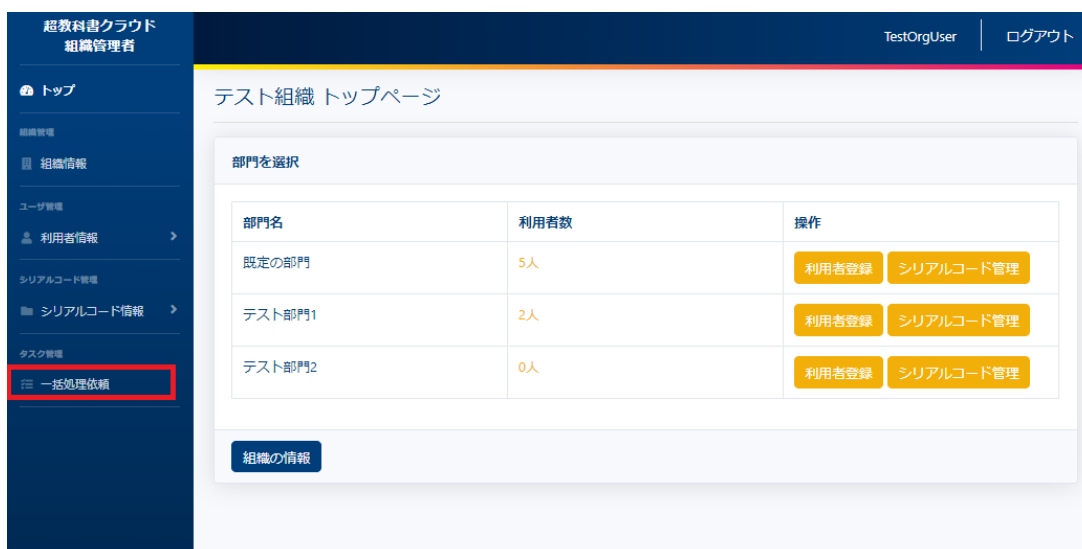 超教科書クラウド
組織管理者
TestOrgUser
ログアウト
トップ
組織管理
組織情報
ユーザ管理
利用者情報
シリアルコード管理
シリアルコード情報
タスク管理
一括処理依頼
テスト組織 トップページ
部門を選択
部門名 利用者数 操作
既定の部門 5人 利用者登録 シリアルコード管理
テスト部門1 2人 利用者登録 シリアルコード管理
テスト部門2 0人 利用者登録 シリアルコード管理
組織の情報